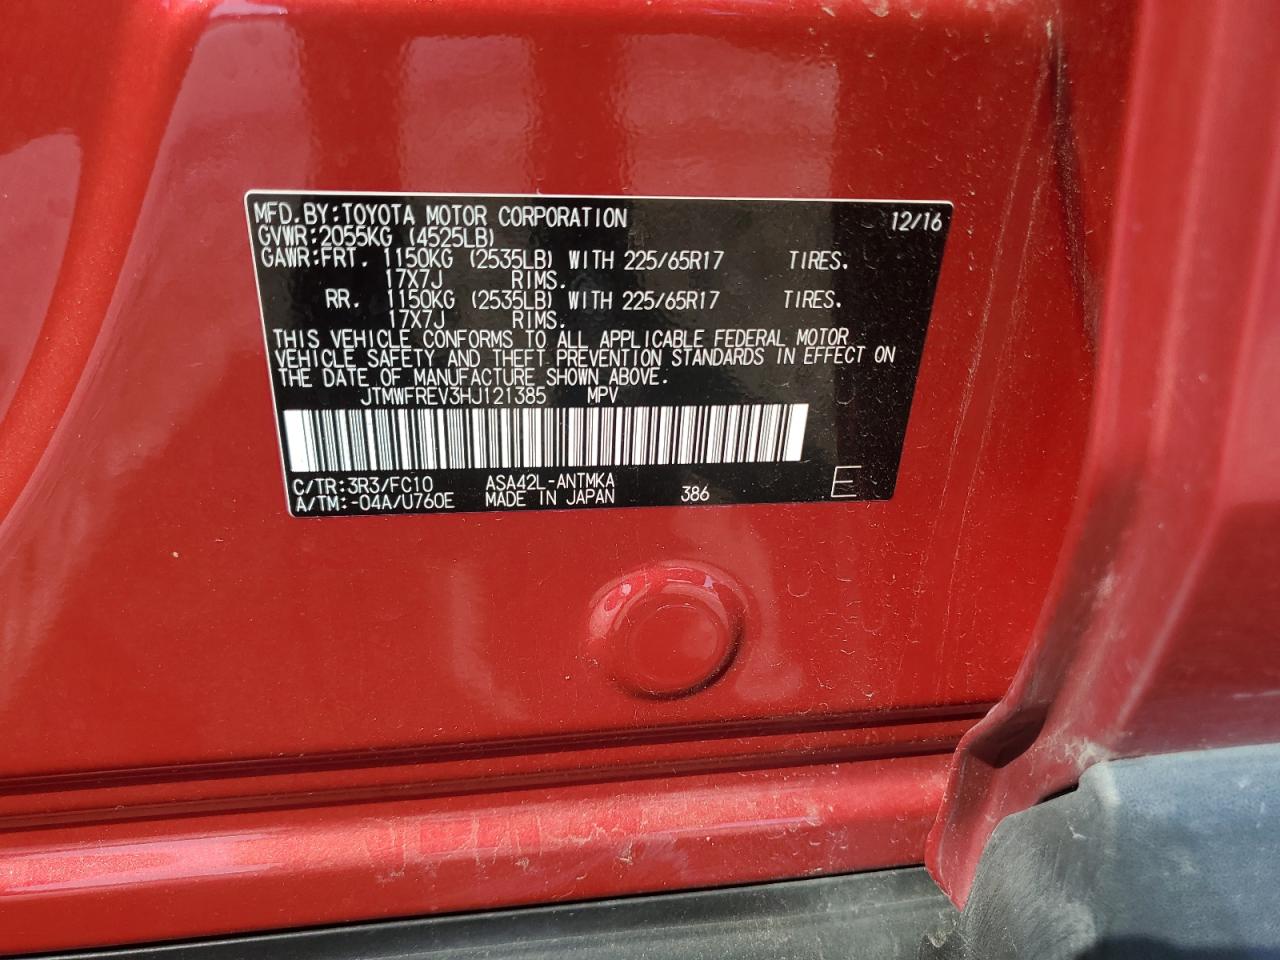 MFD.BY:TOYOTA MOTOR CORPORATION 12/16
GVWR:2055KG (4525LB)
GAWR:FRT. 1150KG (2535LB) WITH 225/65R17 TIRES.
17X7J RIMS.
RR. 1150KG (2535LB) WITH 225/65R17 TIRES.
17X7J RIMS.
THIS VEHICLE CONFORMS TO ALL APPLICABLE FEDERAL MOTOR
VEHICLE SAFETY AND THEFT PREVENTION STANDARDS IN EFFECT ON
THE DATE OF MANUFACTURE SHOWN ABOVE.
JTMWFREV3HJ121385 MPV
C/TR:3R3/FC10 ASA42L-ANTMKA 386 E
A/TM:-04A/U760E MADE IN JAPAN